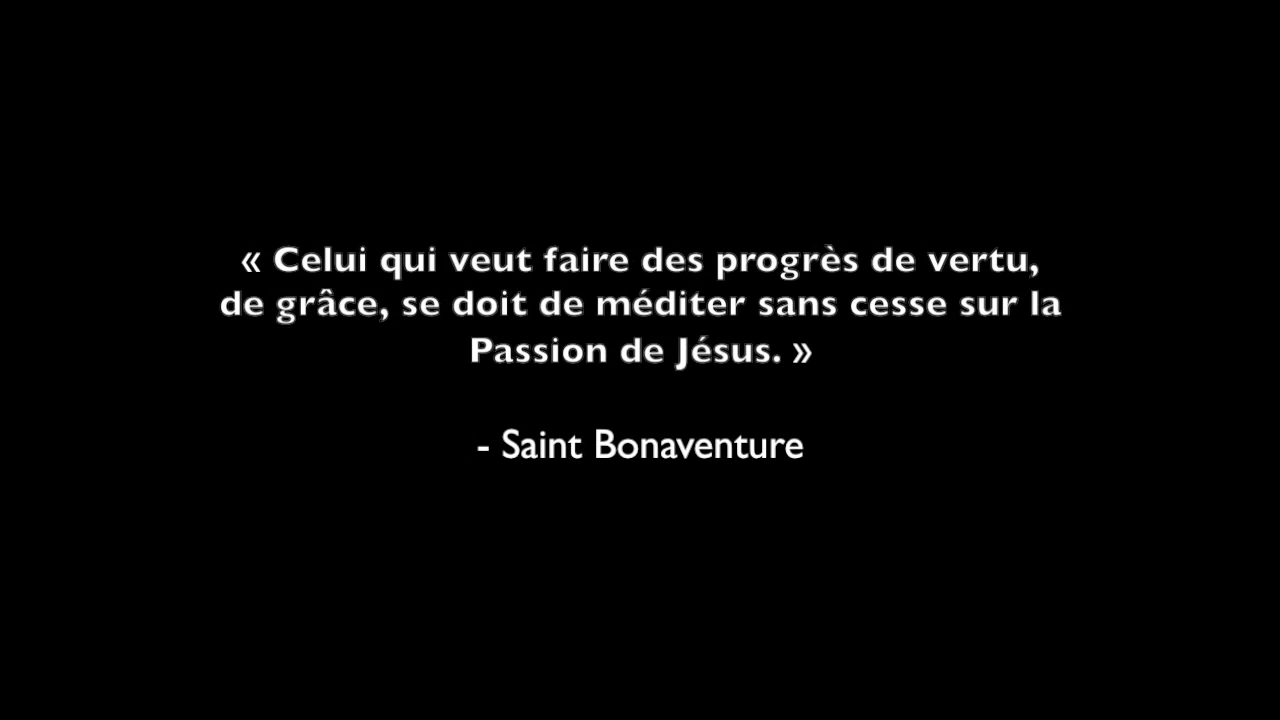 « Celui qui veut faire des progrès de vertu,
de grâce, se doit de méditer sans cesse sur la
Passion de Jésus. »
- Saint Bonaventure